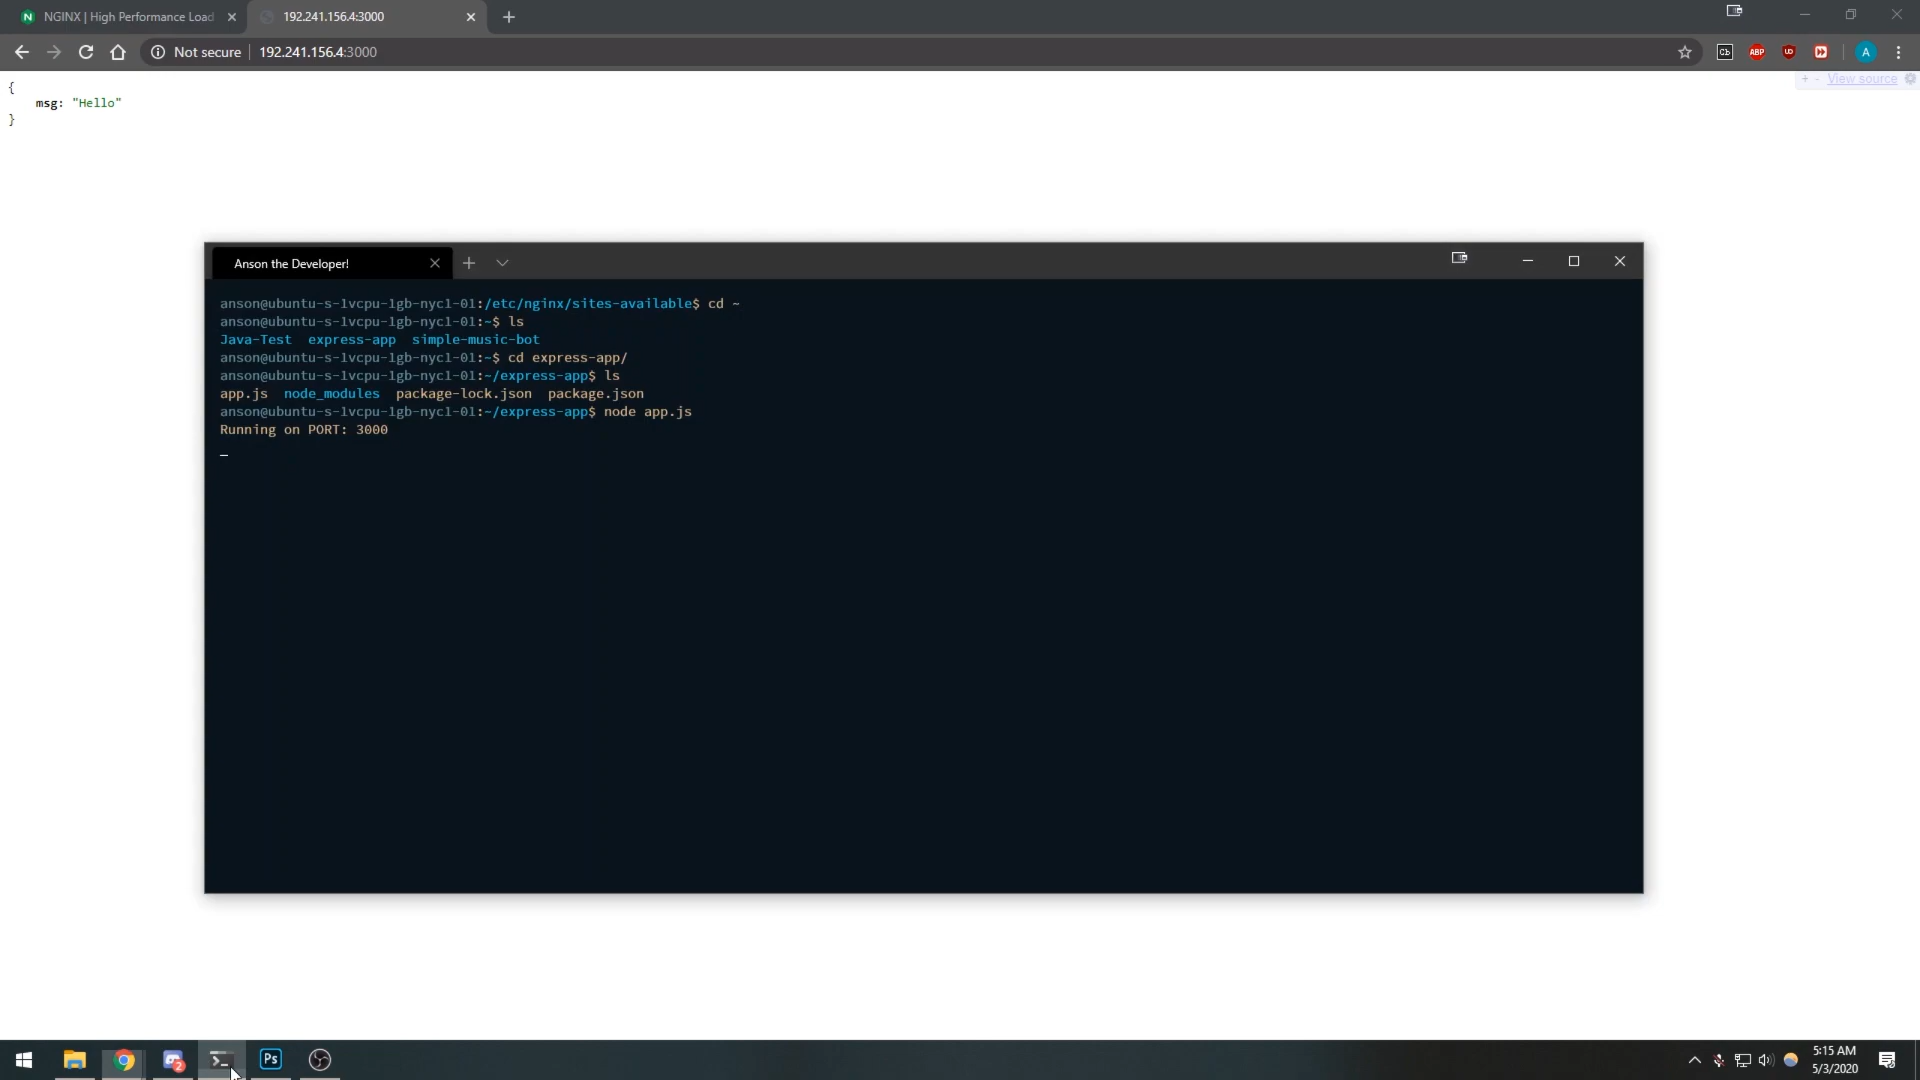 NGINX | High Performance Load
192.241.156.4:3000
Not secure
192.241.156.4:3000
ABP
A
{
msg: "Hello"
}
+ - View source
Anson the Developer!
anson@ubuntu-s-1vcpu-1gb-nyc1-01:/etc/nginx/sites-available$ cd ~
anson@ubuntu-s-1vcpu-1gb-nyc1-01:~$ ls
Java-Test express-app simple-music-bot
anson@ubuntu-s-1vcpu-1gb-nyc1-01:~$ cd express-app/
anson@ubuntu-s-1vcpu-1gb-nyc1-01:~/express-app$ ls
app.js node_modules package-lock.json package.json
anson@ubuntu-s-1vcpu-1gb-nyc1-01:~/express-app$ node app.js
Running on PORT: 3000
2
Ps
5:15 AM
5/3/2020